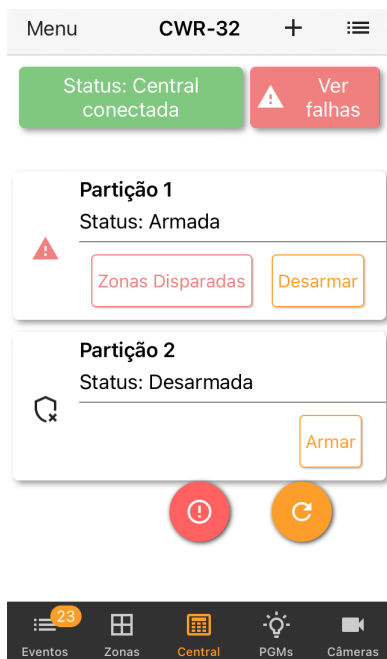 Menu CWR-32
Status: Central
conectada
Ver
falhas
Partição 1
Status: Armada
Zonas Disparadas Desarmar
Partição 2
Status: Desarmada
Armar
23
Eventos Zonas Central PGMs Câmeras